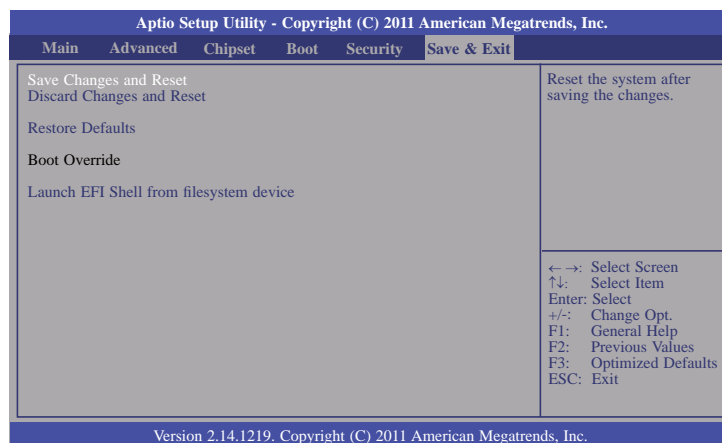 Aptio Setup Utility - Copyright (C) 2011 American Megatrends, Inc.
Main Advanced Chipset Boot Security Save & Exit
Save Changes and Reset
Discard Changes and Reset
Restore Defaults
Boot Override
Launch EFI Shell from filesystem device
Reset the system after
saving the changes.
←→: Select Screen
↑↓: Select Item
Enter: Select
+/-: Change Opt.
F1: General Help
F2: Previous Values
F3: Optimized Defaults
ESC: Exit
Version 2.14.1219. Copyright (C) 2011 American Megatrends, Inc.